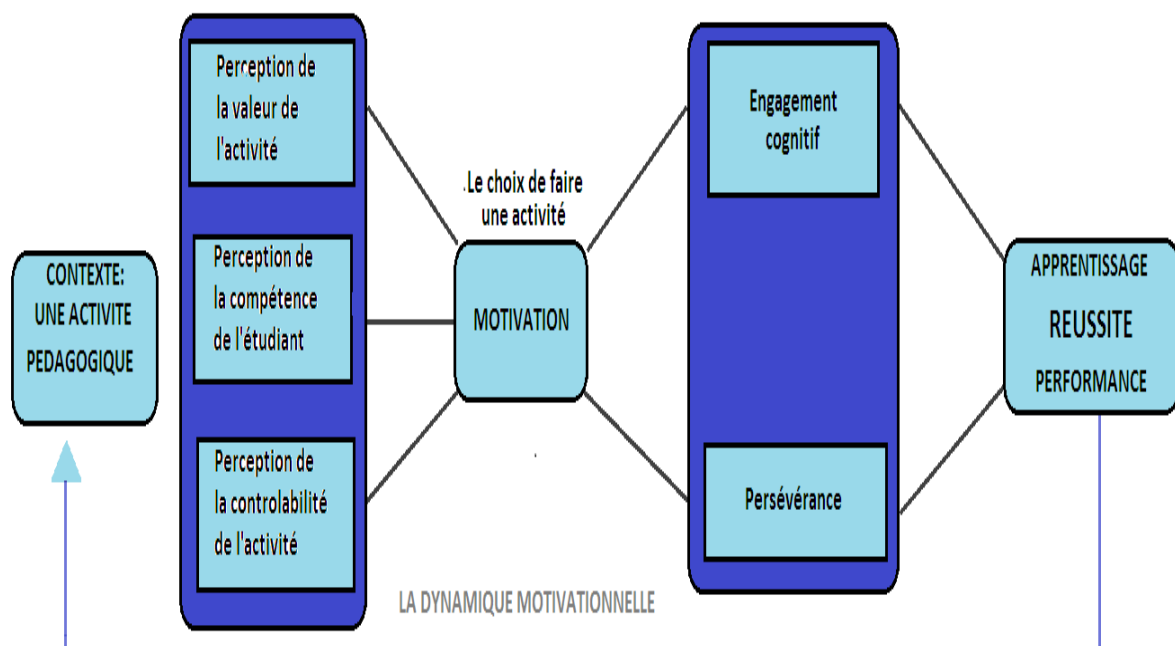 CONTEXTE:
UNE ACTIVITE
PEDAGOGIQUE
Perception de
la valeur de
l'activité
Perception de
la compétence
de l'étudiant
Perception de
la controlabilité
de l'activité
.Le choix de faire
une activité
MOTIVATION
Engagement
cognitif
Persévérance
APPRENTISSAGE
REUSSITE
PERFORMANCE
LA DYNAMIQUE MOTIVATIONNELLE